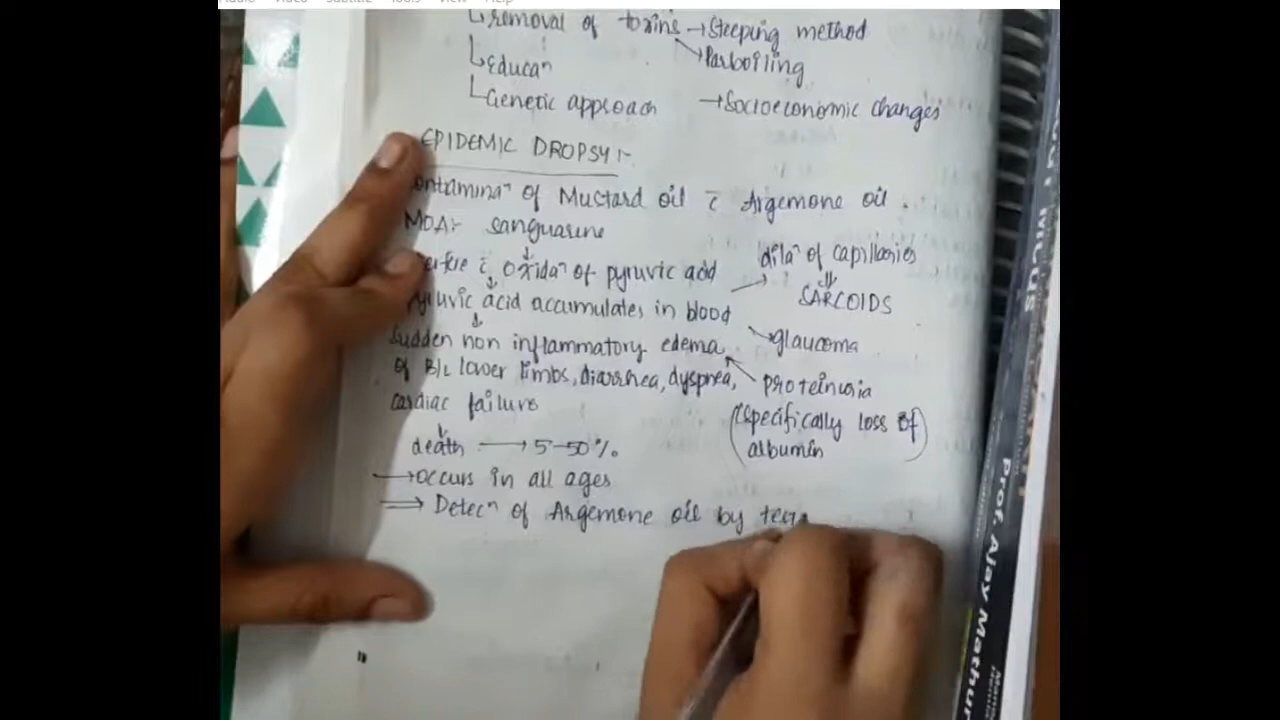 Removal of toxins → Steeping method
→ Parboiling
Educaⁿ
Genetic approach → Socioeconomic changes
EPIDEMIC DROPSY :-
ontaminaⁿ of Mustard oil c̄ Argemone oil
MOA:- sanguarine
erfere c̄ oxidaⁿ of pyruvic acid
dilaⁿ of capillaries
SARCOIDS
yruvic acid accumulates in blood
sudden non inflammatory edema
glaucoma
of B/L lower limbs, diarrhea, dyspnea,
cardiac failure
proteinuria
(specifically loss of
albumin)
death → 5-50%
→ occurs in all ages
⇒ Detecⁿ of Argemone oil by
Prof. Ajay Mathur